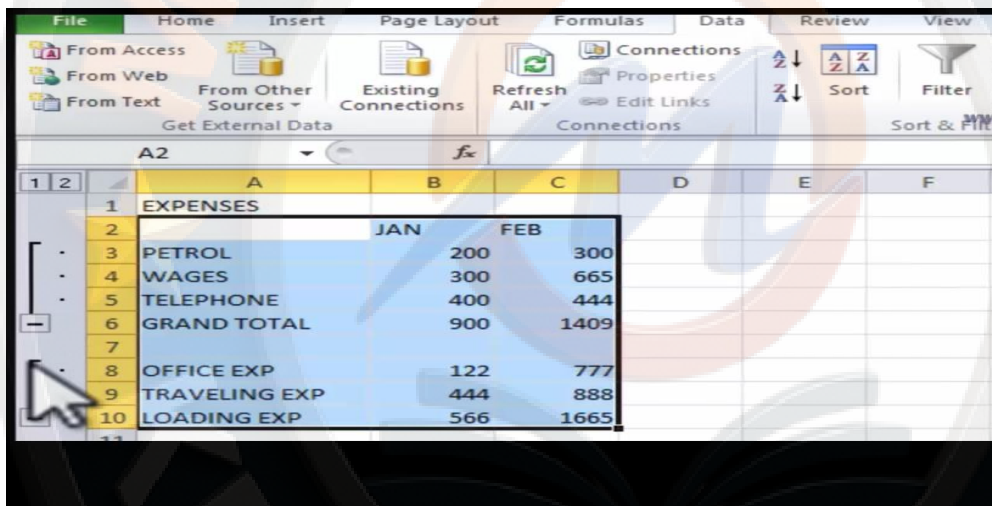 File Home Insert Page Layout Formulas Data Review View
From Access
From Web
From Text
From Other Sources
Get External Data
Existing Connections
Refresh All
Connections
Properties
Edit Links
Connections
Sort
Filter
Sort &
A2 fx
1 2 A B C D E F
1 EXPENSES
2 JAN FEB
3 PETROL 200 300
4 WAGES 300 665
5 TELEPHONE 400 444
6 GRAND TOTAL 900 1409
7
8 OFFICE EXP 122 777
9 TRAVELING EXP 444 888
10 LOADING EXP 566 1665